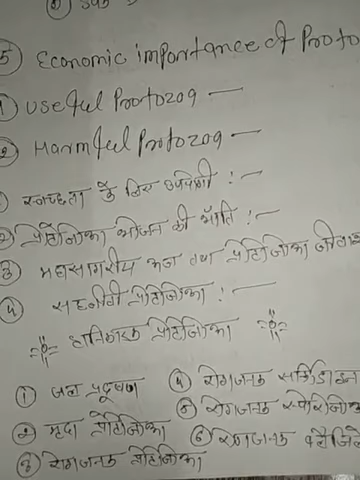 ⑤ Economic importance of Proto
① Useful Protozoa —
② Harmful Protozoa —
① स्वच्छता के लिए उपयोगी :—
② प्रोटोजोआ भोजन की भाँति :—
③ महासागरीय कज तथा प्रोटोजोआ
④ सहजीवी प्रोटोजोआ :—
हानिकारक प्रोटोजोआ
① जल प्रदूषण ④ रोगजनक
② मृदा प्रोटोजोआ ⑤ रोगजनक स्पोरोजोआ
③ रोगजनक प्रोटोजोआ ⑥ रोगजनक